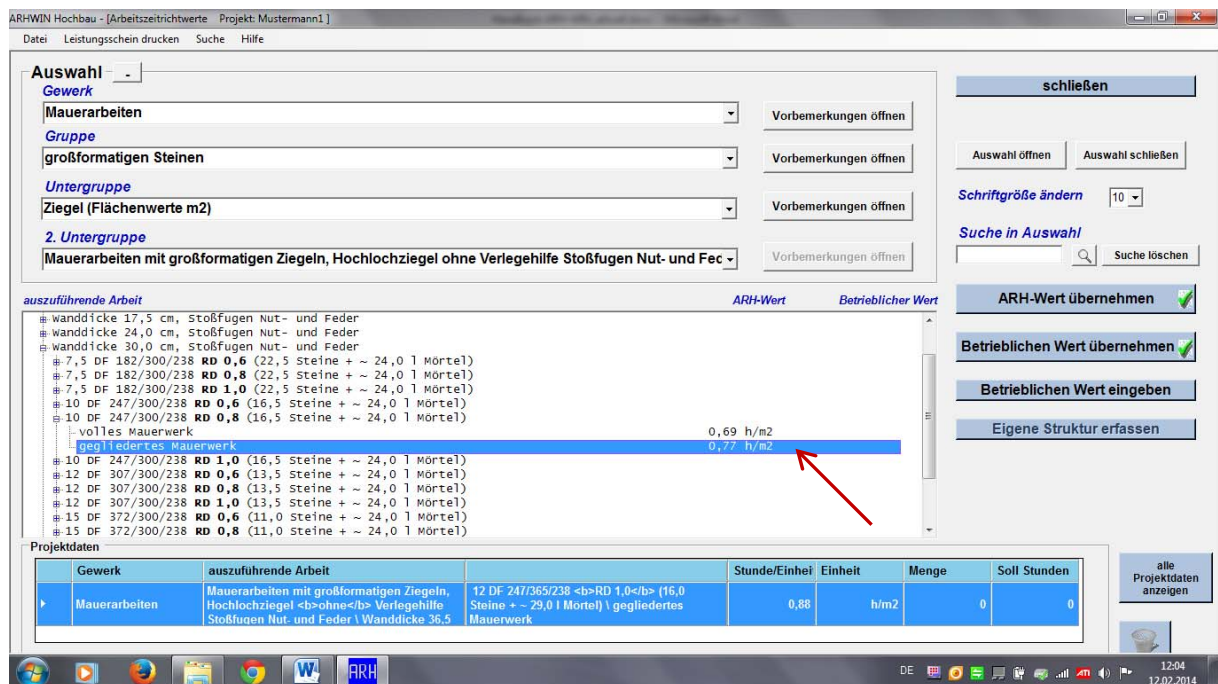 ARHWIN Hochbau - [Arbeitszeitrichtwerte Projekt: Mustermann1 ]
Datei Leistungsschein drucken Suche Hilfe
Auswahl -
Gewerk
Mauerarbeiten
Vorbemerkungen öffnen
Gruppe
großformatigen Steinen
Vorbemerkungen öffnen
Untergruppe
Ziegel (Flächenwerte m2)
Vorbemerkungen öffnen
2. Untergruppe
Mauerarbeiten mit großformatigen Ziegeln, Hochlochziegel ohne Verlegehilfe Stoßfugen Nut- und Fec
Vorbemerkungen öffnen
schließen
Auswahl öffnen Auswahl schließen
Schriftgröße ändern 10
Suche in Auswahl
Suche löschen
ARH-Wert übernehmen
Betrieblichen Wert übernehmen
Betrieblichen Wert eingeben
Eigene Struktur erfassen
auszuführende Arbeit ARH-Wert Betrieblicher Wert
Wanddicke 17,5 cm, Stoßfugen Nut- und Feder
Wanddicke 24,0 cm, Stoßfugen Nut- und Feder
Wanddicke 30,0 cm, Stoßfugen Nut- und Feder
7,5 DF 182/300/238 RD 0,6 (22,5 Steine + ~ 24,0 l Mörtel)
7,5 DF 182/300/238 RD 0,8 (22,5 Steine + ~ 24,0 l Mörtel)
7,5 DF 182/300/238 RD 1,0 (22,5 Steine + ~ 24,0 l Mörtel)
10 DF 247/300/238 RD 0,6 (16,5 Steine + ~ 24,0 l Mörtel)
10 DF 247/300/238 RD 0,8 (16,5 Steine + ~ 24,0 l Mörtel)
volles Mauerwerk 0,69 h/m2
gegliedertes Mauerwerk 0,77 h/m2
10 DF 247/300/238 RD 1,0 (16,5 Steine + ~ 24,0 l Mörtel)
12 DF 307/300/238 RD 0,6 (13,5 Steine + ~ 24,0 l Mörtel)
12 DF 307/300/238 RD 0,8 (13,5 Steine + ~ 24,0 l Mörtel)
12 DF 307/300/238 RD 1,0 (13,5 Steine + ~ 24,0 l Mörtel)
15 DF 372/300/238 RD 0,6 (11,0 Steine + ~ 24,0 l Mörtel)
15 DF 372/300/238 RD 0,8 (11,0 Steine + ~ 24,0 l Mörtel)
Projektdaten
Gewerk auszuführende Arbeit Stunde/Einheit Einheit Menge Soll Stunden
Mauerarbeiten
Mauerarbeiten mit großformatigen Ziegeln,
Hochlochziegel <b>ohne</b> Verlegehilfe
Stoßfugen Nut- und Feder \ Wanddicke 36,5
12 DF 247/365/238 <b>RD 1,0</b> (16,0
Steine + ~ 29,0 l Mörtel) \ gegliedertes
Mauerwerk
0,88 h/m2 0 0
alle
Projektdaten
anzeigen
ARH
DE
12:04
12.02.2014